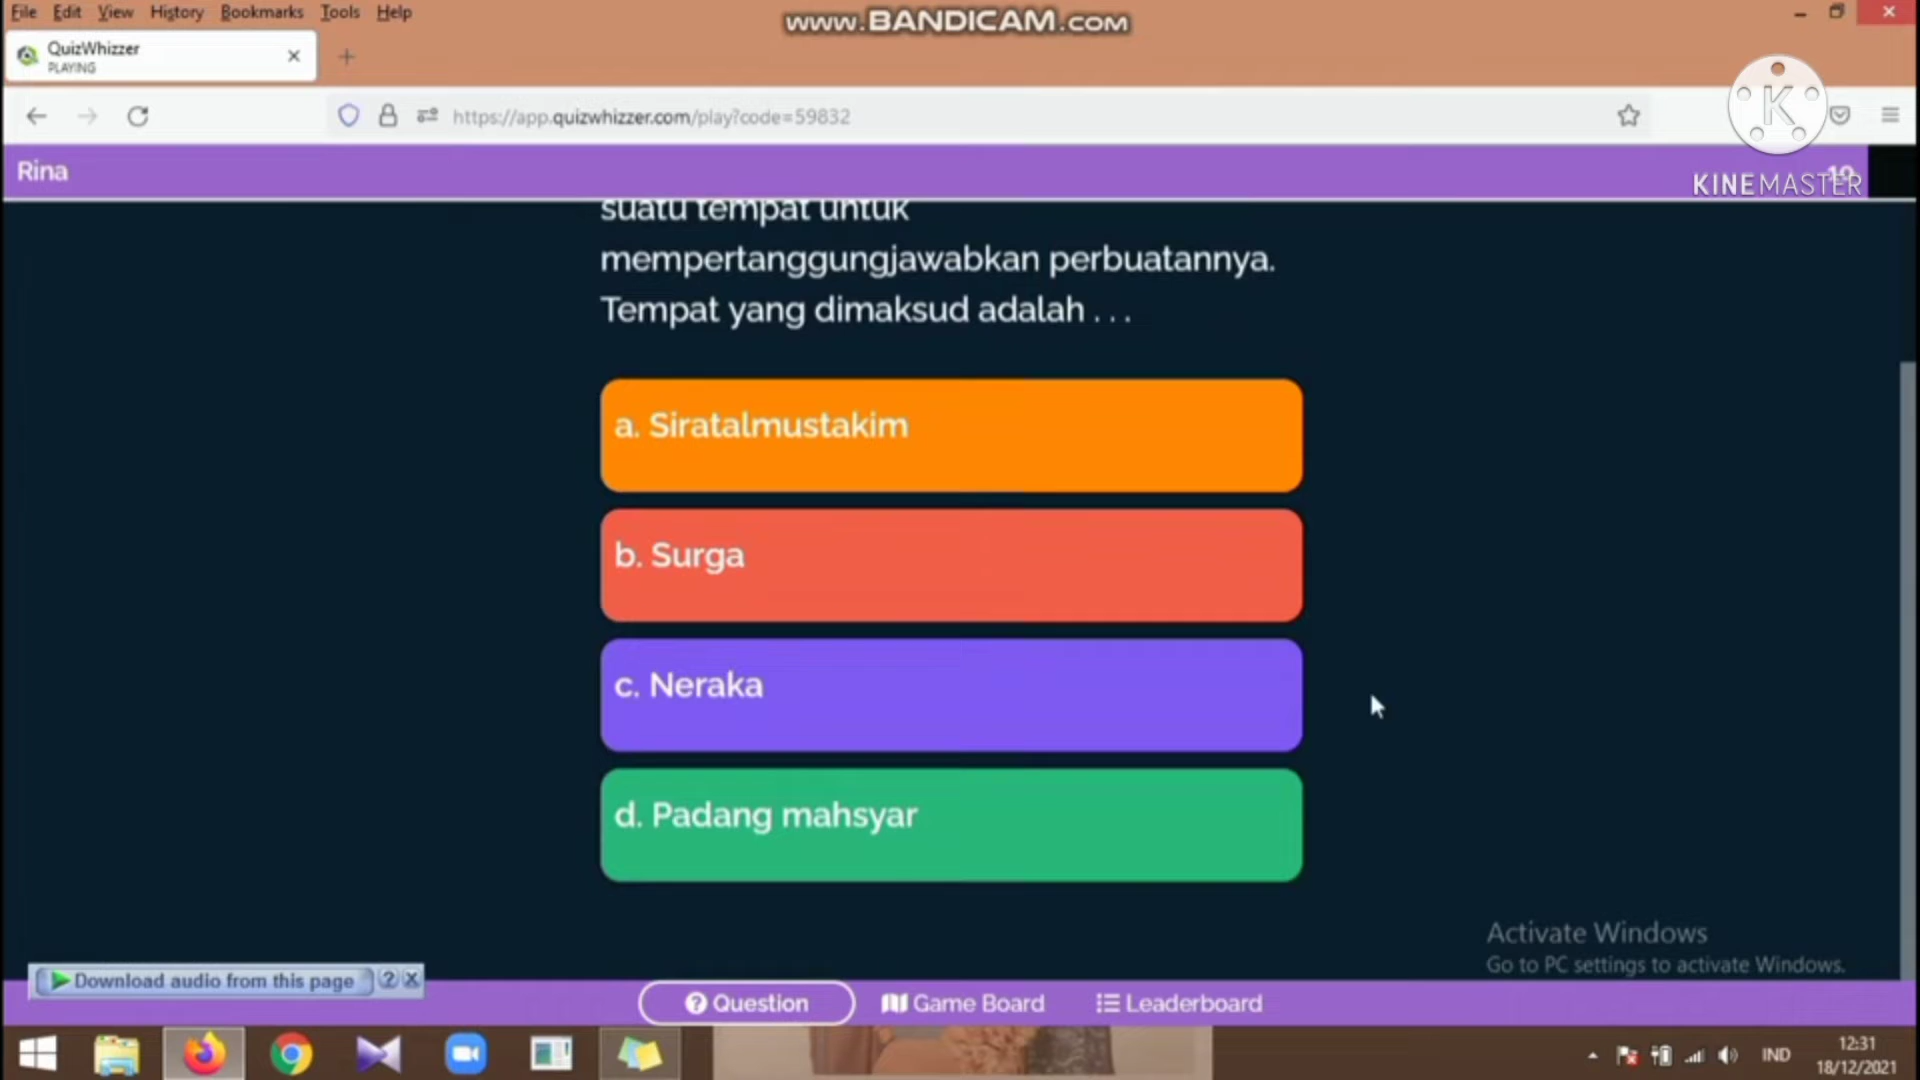 File Edit View History Bookmarks Tools Help
www.BANDICAM.com
QuizWhizzer
PLAYING
https://app.quizwhizzer.com/play?code=59832
Rina
KINEMASTER
suatu tempat untuk
mempertanggungjawabkan perbuatannya.
Tempat yang dimaksud adalah . . .
a. Siratalmustakim
b. Surga
c. Neraka
d. Padang mahsyar
Activate Windows
Go to PC settings to activate Windows.
Download audio from this page
Question Game Board Leaderboard
IND
12:31
18/12/2021